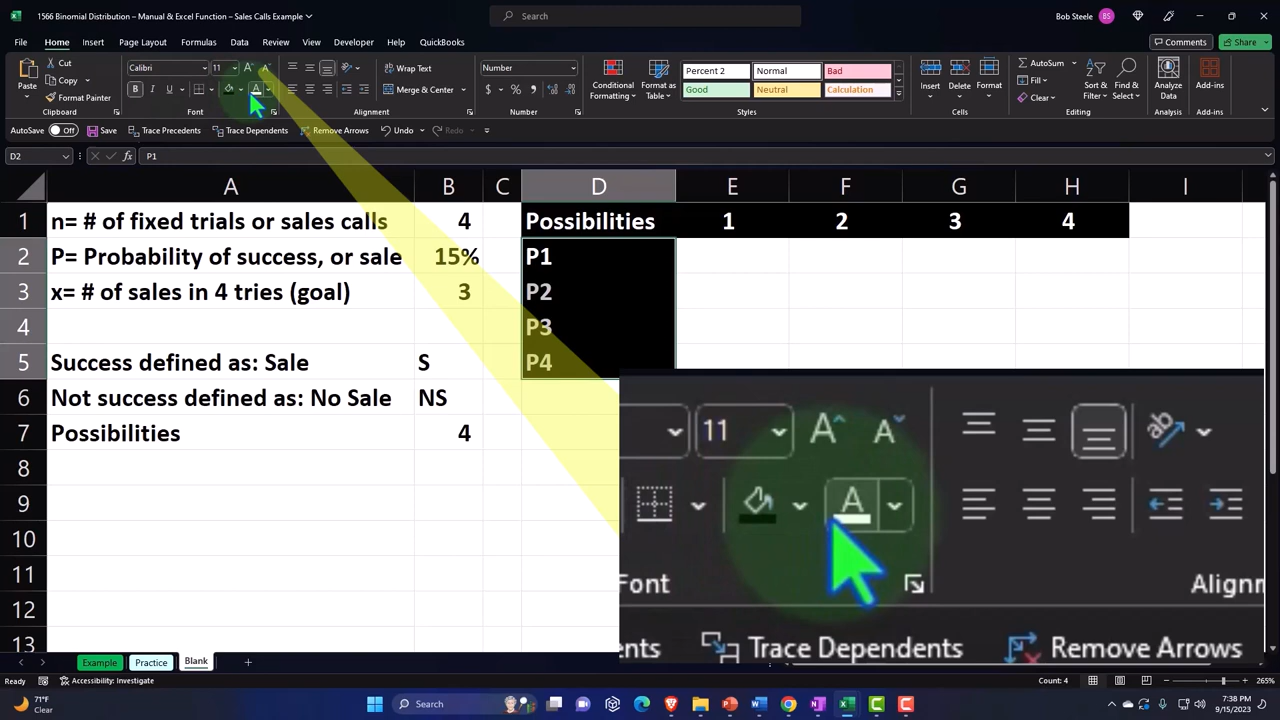 1566 Binomial Distribution – Manual & Excel Function – Sales Calls Example
Search
Bob Steele BS
File Home Insert Page Layout Formulas Data Review View Developer Help QuickBooks
Comments Share
Paste
Cut
Copy
Format Painter
Clipboard
Calibri 11
Font
Wrap Text
Merge & Center
Alignment
Number
Number
Conditional Formatting
Format as Table
Percent 2 Normal Bad
Good Neutral Calculation
Styles
Insert Delete Format
Cells
AutoSum
Fill
Clear
Sort & Filter
Find & Select
Editing
Analyze Data
Analysis
Add-ins
Add-ins
AutoSave Off Save Trace Precedents Trace Dependents Remove Arrows Undo Redo
D2 fx P1
A B C D E F G H I
1 n= # of fixed trials or sales calls 4 Possibilities 1 2 3 4
2 P= Probability of success, or sale 15% P1
3 x= # of sales in 4 tries (goal) 3 P2
4 P3
5 Success defined as: Sale S P4
6 Not success defined as: No Sale NS
7 Possibilities 4
8
9
10
11
12
13
11
Font
Alignn
nts Trace Dependents Remove Arrows
Example Practice Blank
Ready Accessibility: Investigate Count: 4 265%
71°F
Clear
Search
7:38 PM
9/15/2023